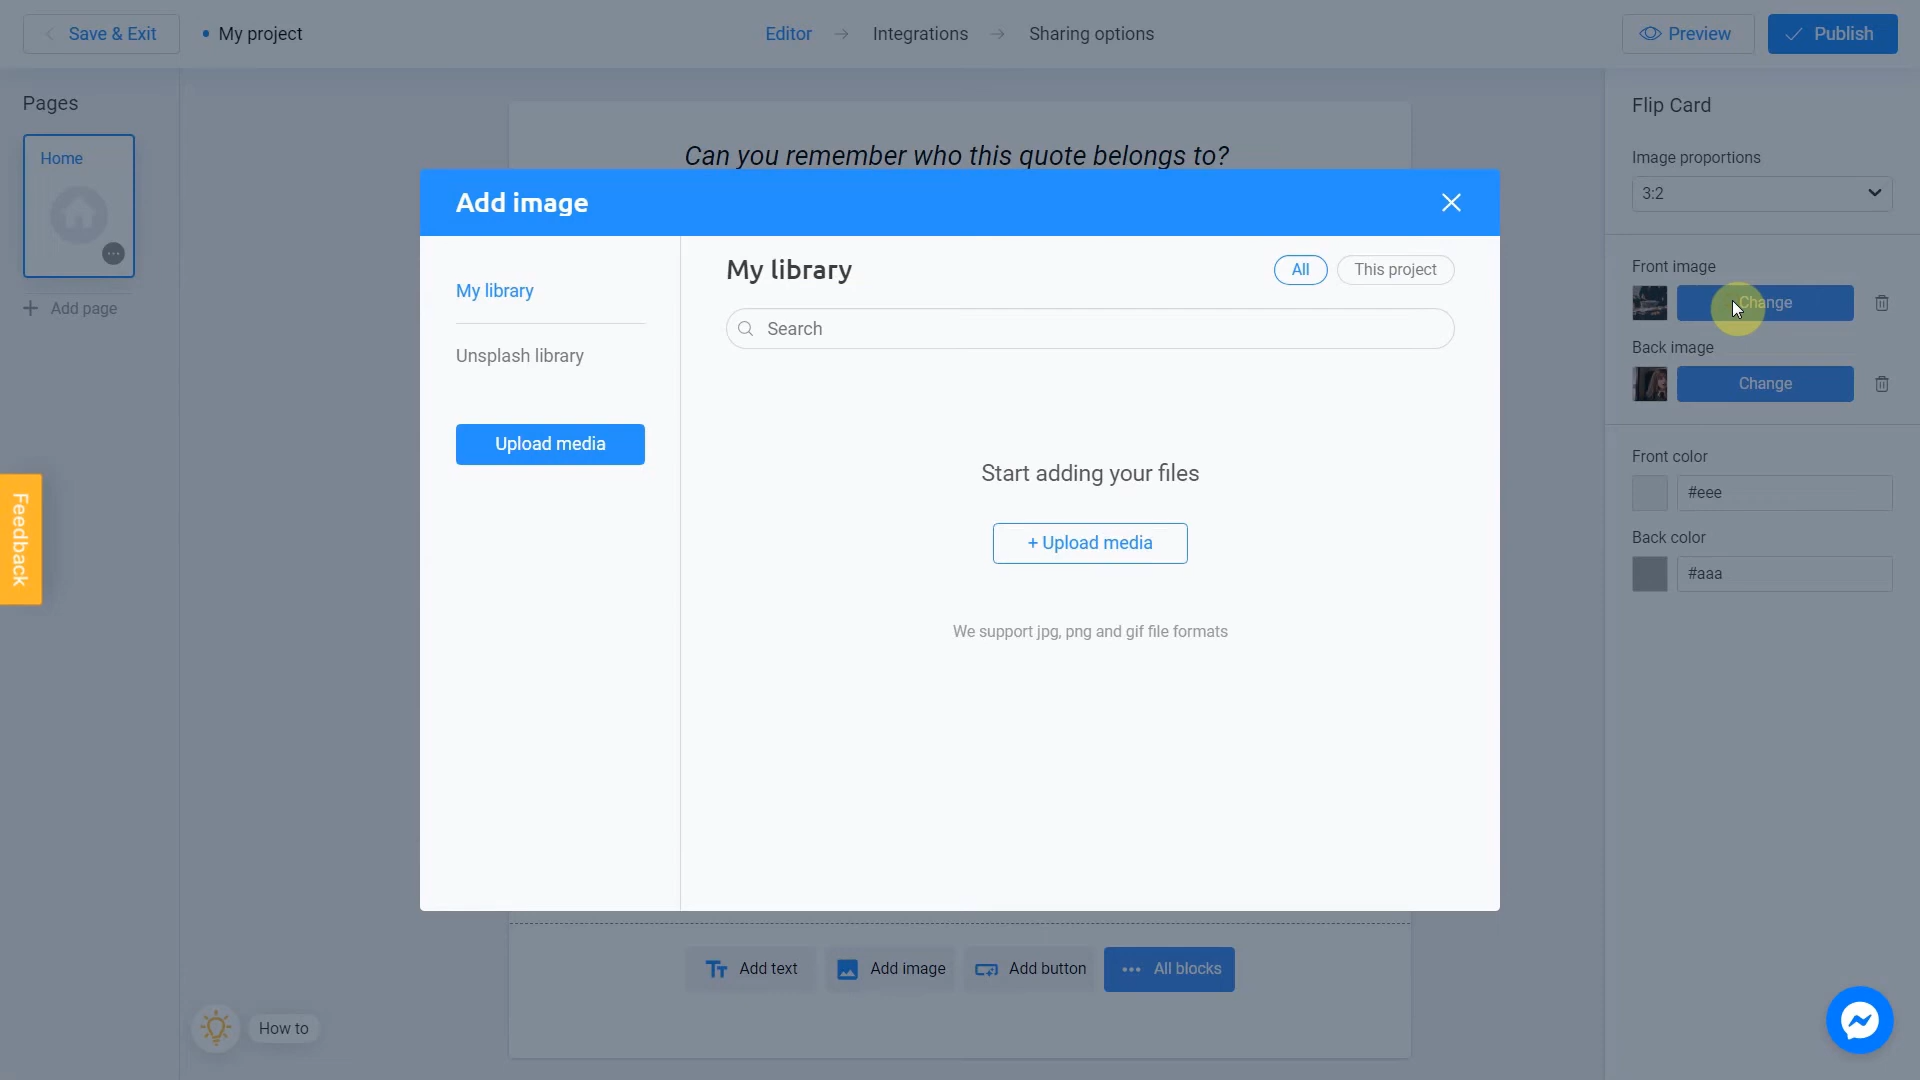 Save & Exit
My project
Editor
Integrations
Sharing options
Preview
Publish
Pages
Home
Add page
Feedback
How to
Can you remember who this quote belongs to?
Add image
My library
Unsplash library
Upload media
My library
All
This project
Search
Start adding your files
+ Upload media
We support jpg, png and gif file formats
Add text
Add image
Add button
All blocks
Flip Card
Image proportions
3:2
Front image
Change
Back image
Change
Front color
#eee
Back color
#aaa